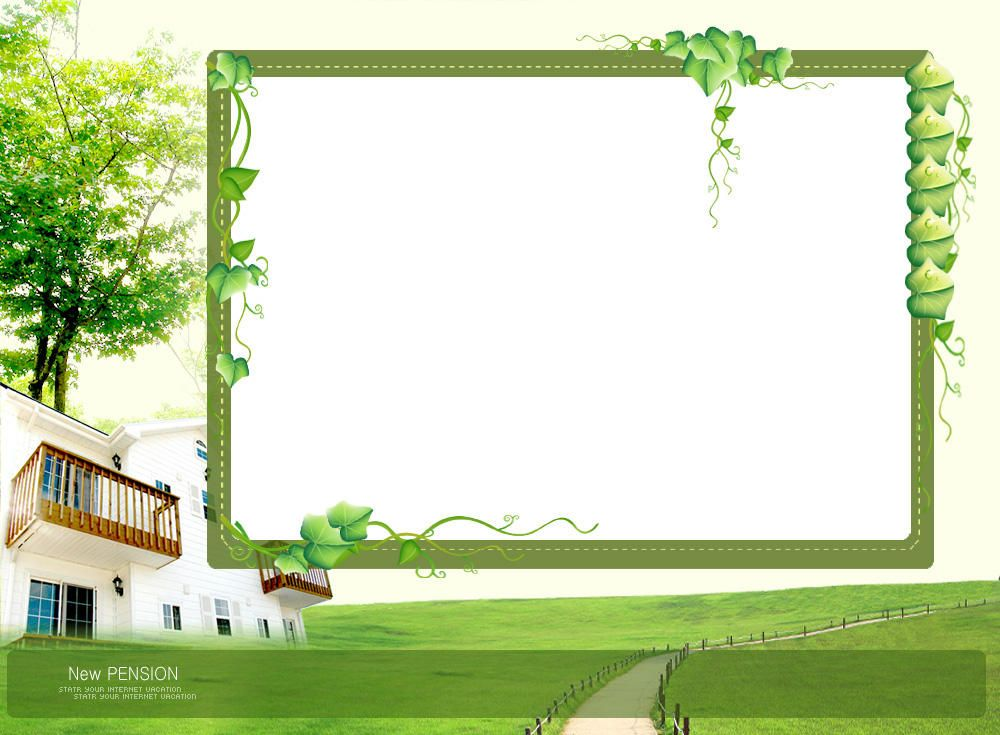 New PENSION
STATR YOUR INTERNET VACATION
STATR YOUR INTERNET VACATION